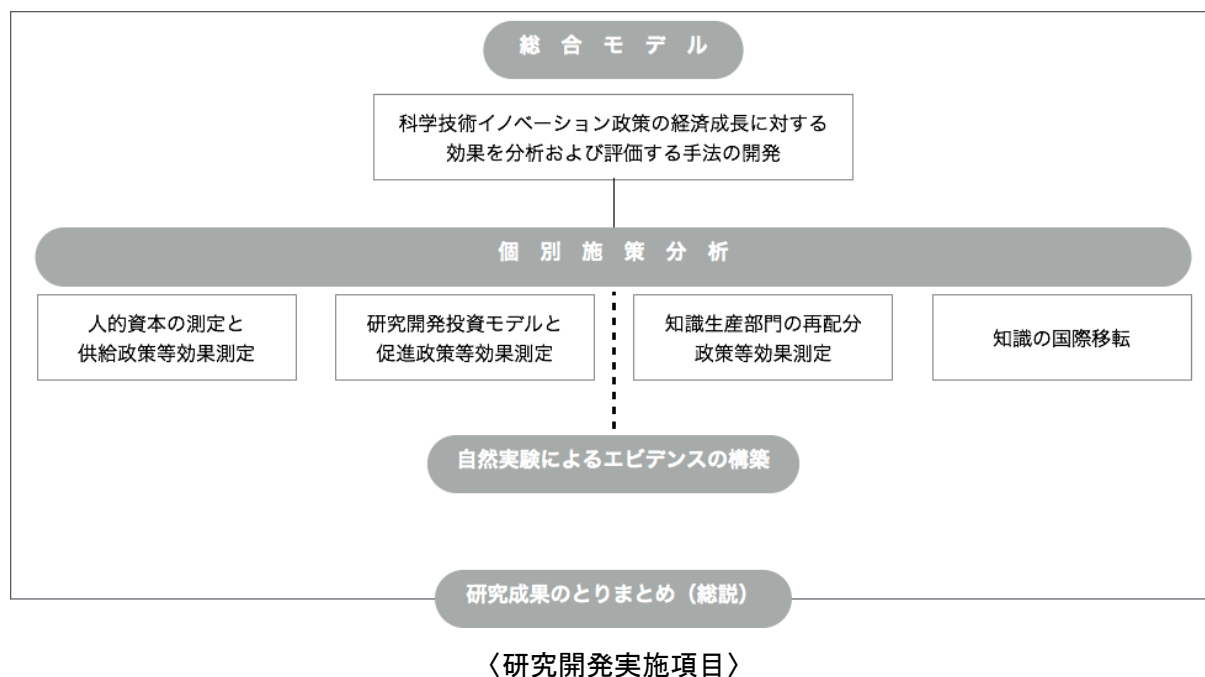 総合モデル
科学技術イノベーション政策の経済成長に対する
効果を分析および評価する手法の開発
個別施策分析
人的資本の測定と
供給政策等効果測定
研究開発投資モデルと
促進政策等効果測定
知識生産部門の再配分
政策等効果測定
知識の国際移転
自然実験によるエビデンスの構築
研究成果のとりまとめ（総説）
〈研究開発実施項目〉